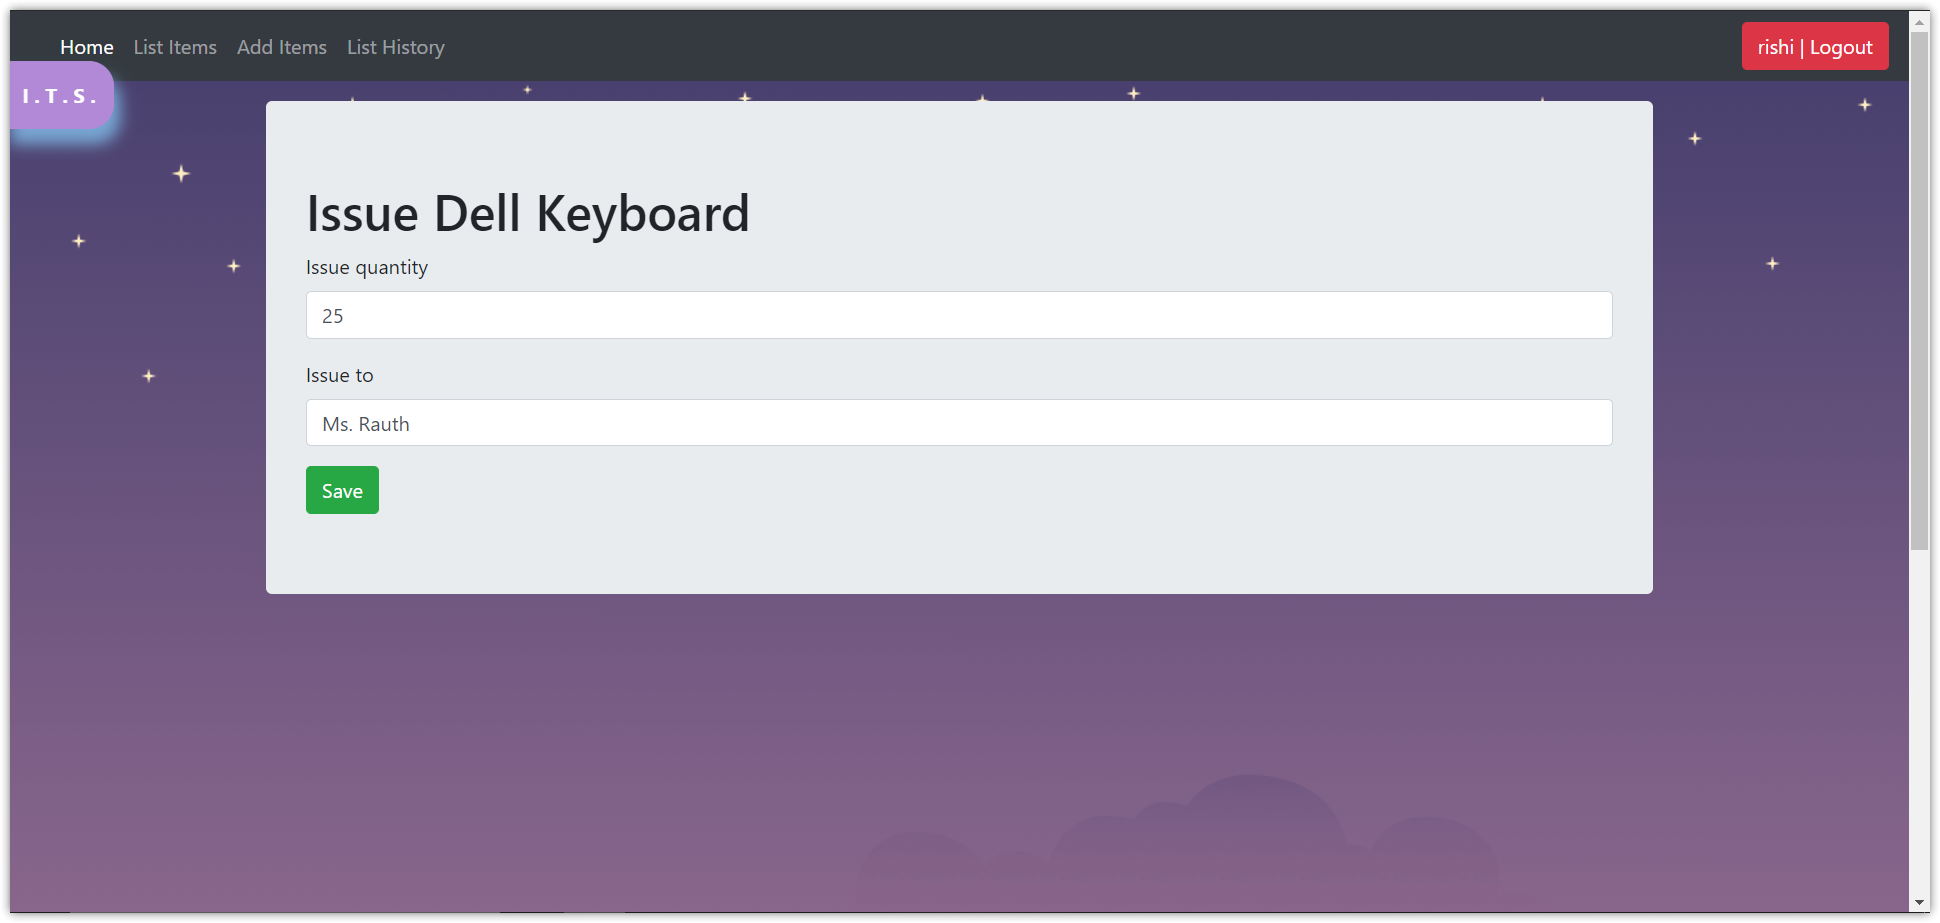 Home List Items Add Items List History rishi | Logout
I.T.S.
Issue Dell Keyboard
Issue quantity
25
Issue to
Ms. Rauth
Save